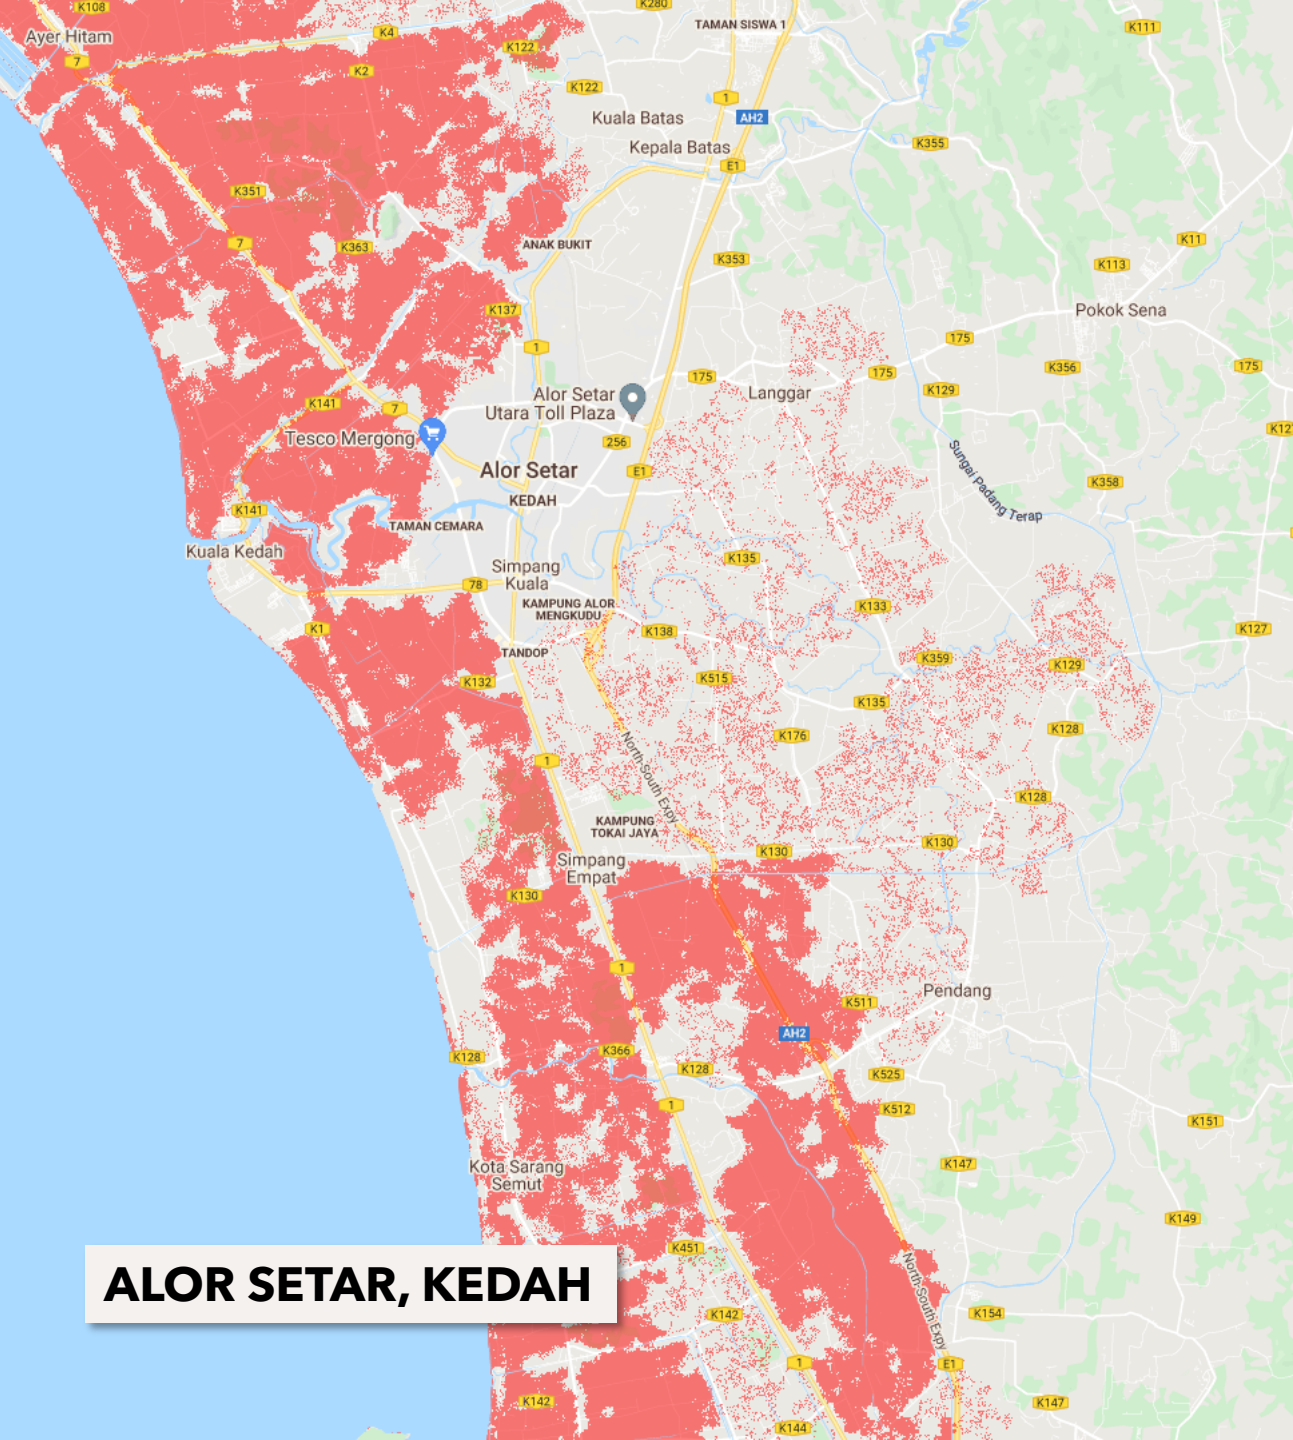 K108
K280
TAMAN SISWA 1
K111
Ayer Hitam
K4
K122
7
K2
K122
1
AH2
Kuala Batas
K355
Kepala Batas
E1
K351
K11
7
K363
ANAK BUKIT
K353
K113
K137
Pokok Sena
175
1
K356
175
175
175
K129
Langgar
Alor Setar
Utara Toll Plaza
K141
7
K127
Tesco Mergong
256
Alor Setar
E1
Sungai Padang Terap
K358
KEDAH
K141
TAMAN CEMARA
Kuala Kedah
K135
Simpang
Kuala
78
KAMPUNG ALOR
MENGKUDU
K133
K1
K138
K127
TANDOP
K359
K129
K132
K515
K135
K128
K176
North-South Expy
1
K128
KAMPUNG
TOKAI JAYA
K130
K130
Simpang
Empat
K130
1
Pendang
K511
AH2
K366
K128
K128
K525
1
K512
K151
K147
Kota Sarang
Semut
K149
K451
North-South Expy
ALOR SETAR, KEDAH
K142
K154
1
E1
K142
K147
K144